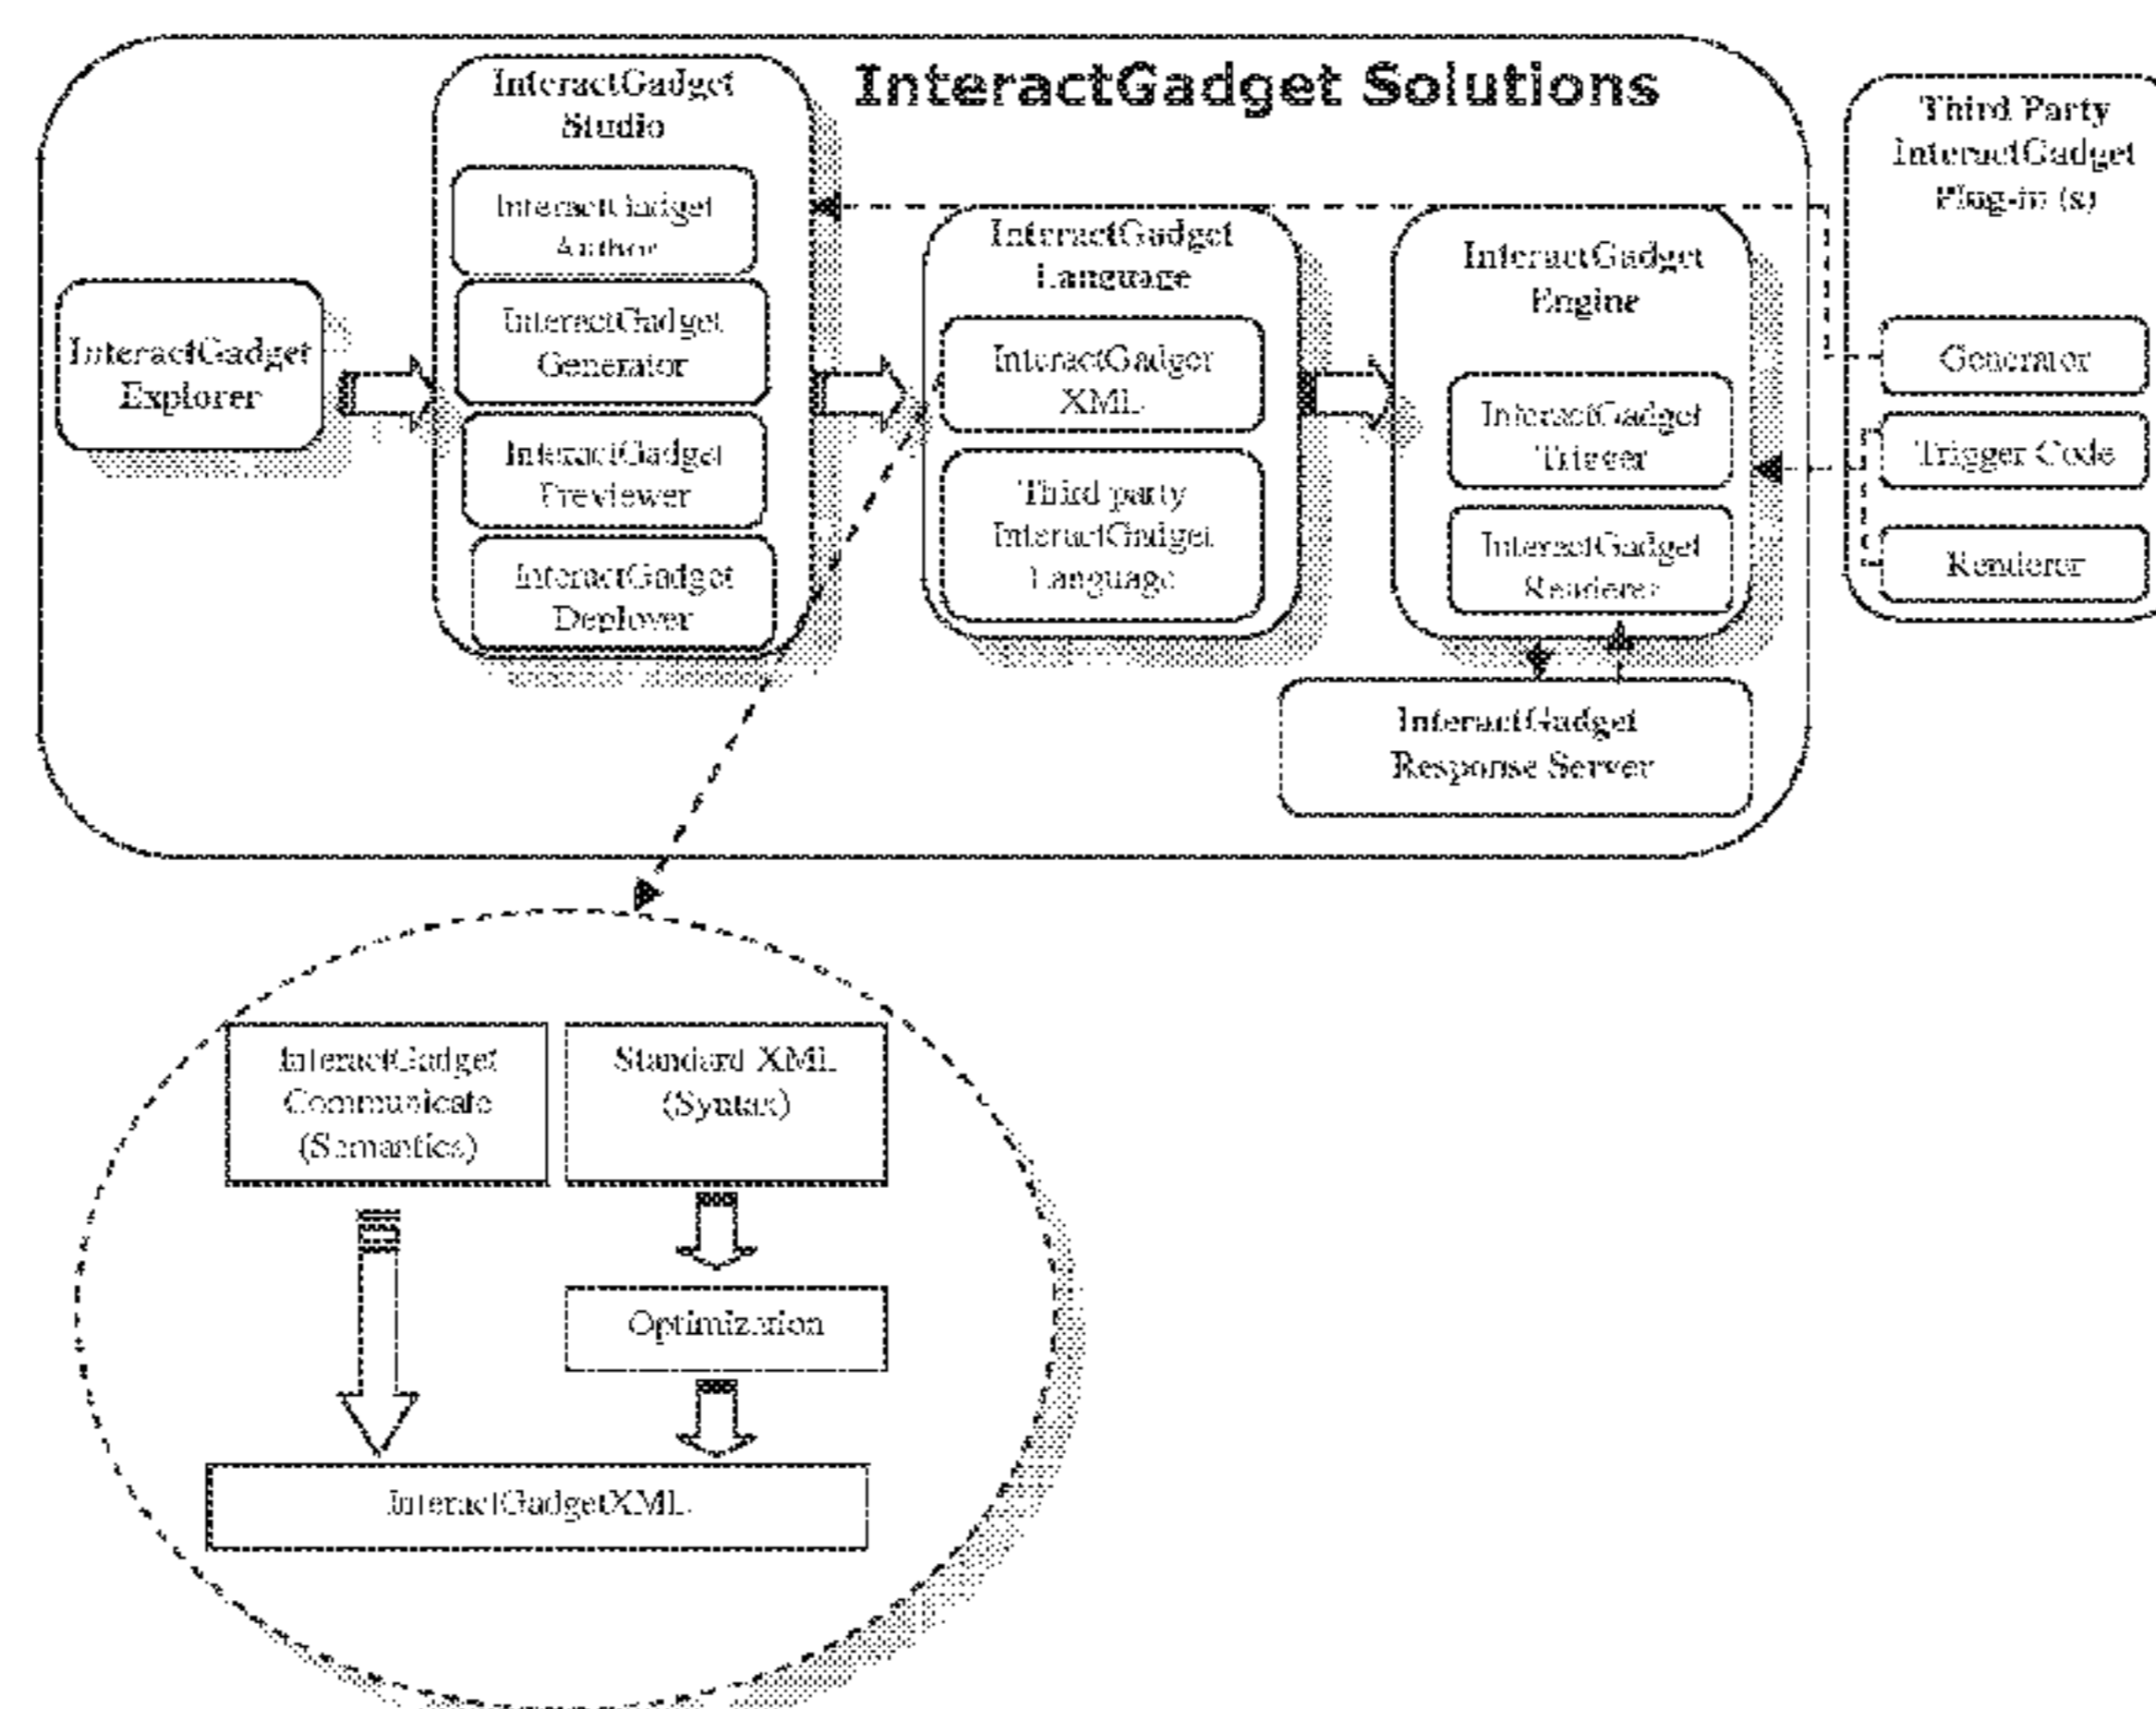 InteractGadget Solutions
InteractGadget
Explorer
InteractGadget
Studio
InteractGadget
Author
InteractGadget
Generator
InteractGadget
Previewer
InteractGadget
Deployer
InteractGadget
Language
InteractGadget
XML
Third party
InteractGadget
Language
InteractGadget
Engine
InteractGadget
Trigger
InteractGadget
Renderer
InteractGadget
Response Server
Third Party
InteractGadget
Plug-in (s)
Generator
Trigger Code
Renderer
InteractGadget
Communicate
(Semantics)
Standard XML
(Syntax)
Optimization
InteractGadgetXML